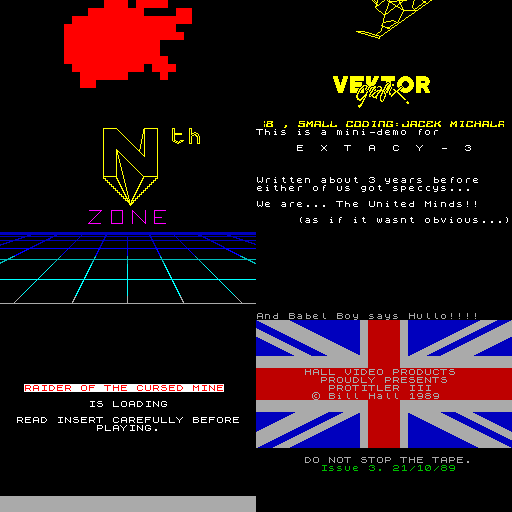 Nth
ZONE
RAIDER OF THE CURSED MINE
IS LOADING
READ INSERT CAREFULLY BEFORE
PLAYING.
VEKTOR
Grafix
, SMALL CODING:JACEK MICHALA
This is a mini-demo for
E X T A C Y - 3
Written about 3 years before
either of us got speccys...
We are... The United Minds!!
(as if it wasnt obvious...)
And Babel Boy says Hullo!!!!
HALL VIDEO PRODUCTS
PROUDLY PRESENTS
PROTITLER III
© Bill Hall 1989
DO NOT STOP THE TAPE.
Issue 3. 21/10/89